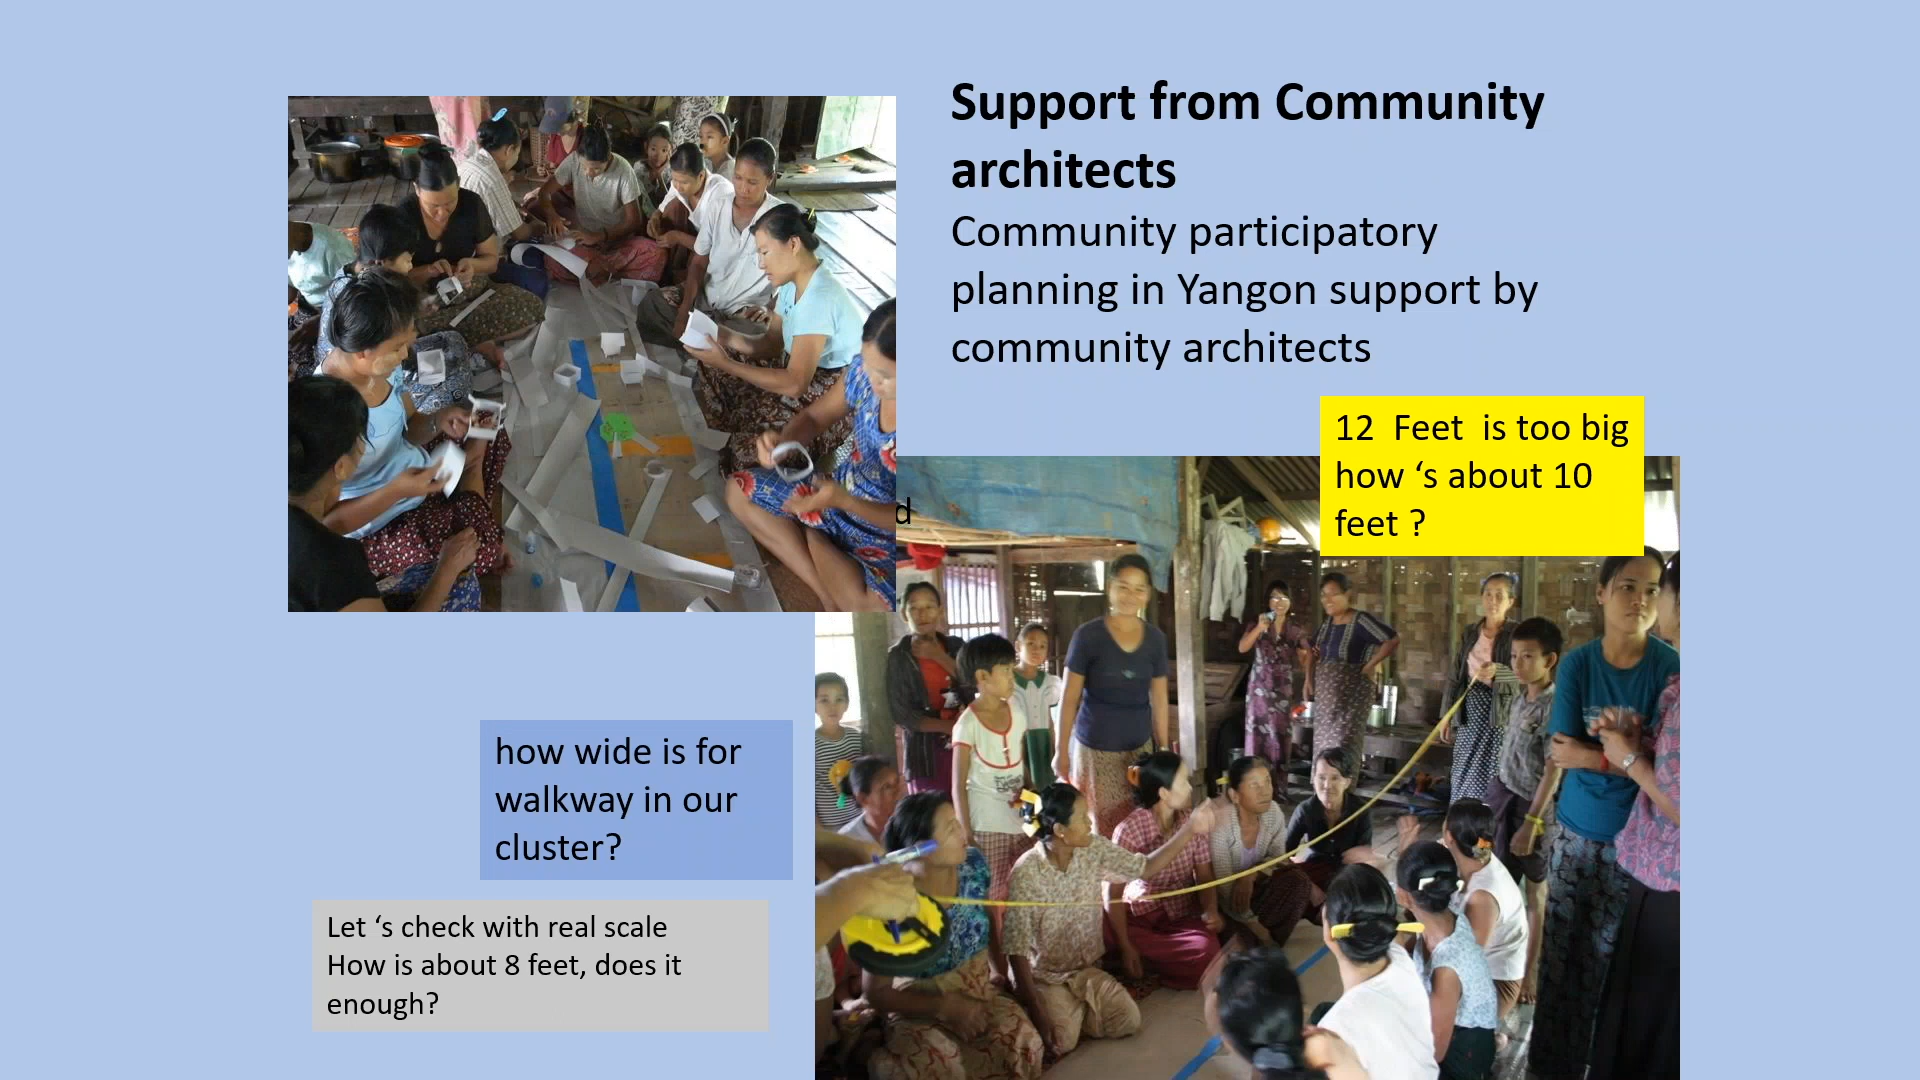 Support from Community
architects
Community participatory
planning in Yangon support by
community architects
12 Feet is too big
how ‘s about 10
feet ?
d
how wide is for
walkway in our
cluster?
Let ‘s check with real scale
How is about 8 feet, does it
enough?